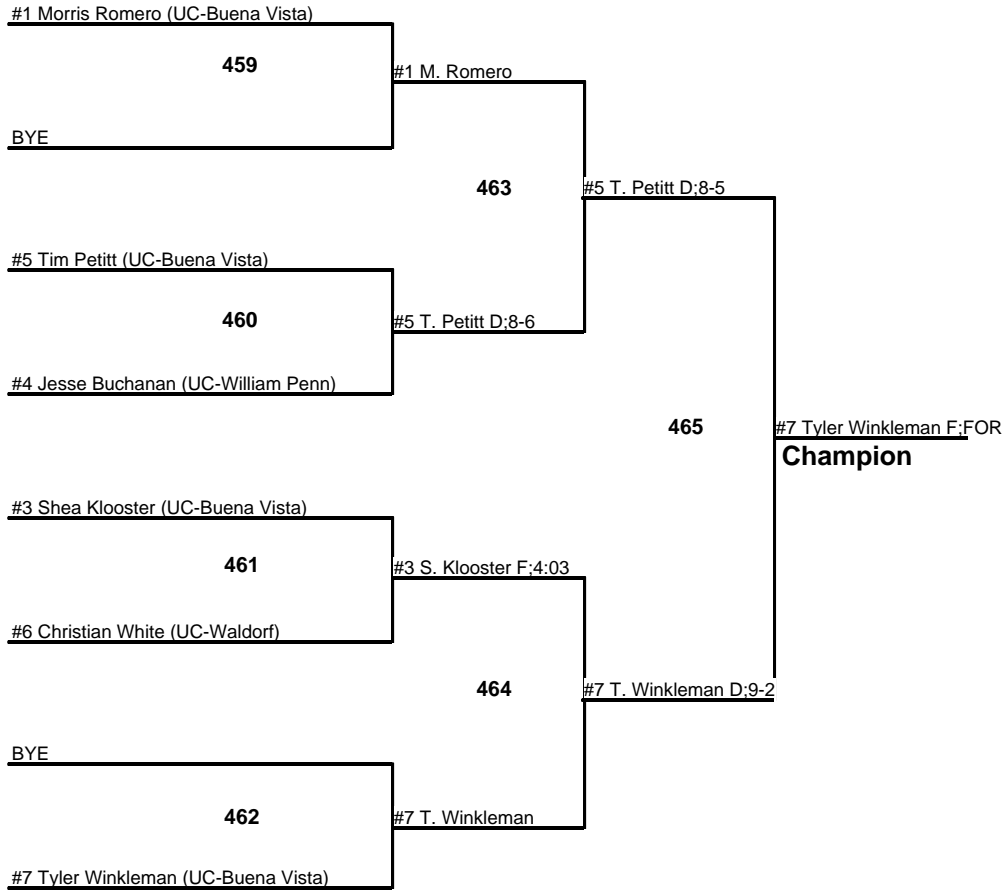 #1 Morris Romero (UC-Buena Vista)
459
#1 M. Romero
BYE
463
#5 T. Petitt D;8-5
#5 Tim Petitt (UC-Buena Vista)
460
#5 T. Petitt D;8-6
#4 Jesse Buchanan (UC-William Penn)
465
#7 Tyler Winkleman F;FOR
Champion
#3 Shea Klooster (UC-Buena Vista)
461
#3 S. Klooster F;4:03
#6 Christian White (UC-Waldorf)
464
#7 T. Winkleman D;9-2
BYE
462
#7 T. Winkleman
#7 Tyler Winkleman (UC-Buena Vista)